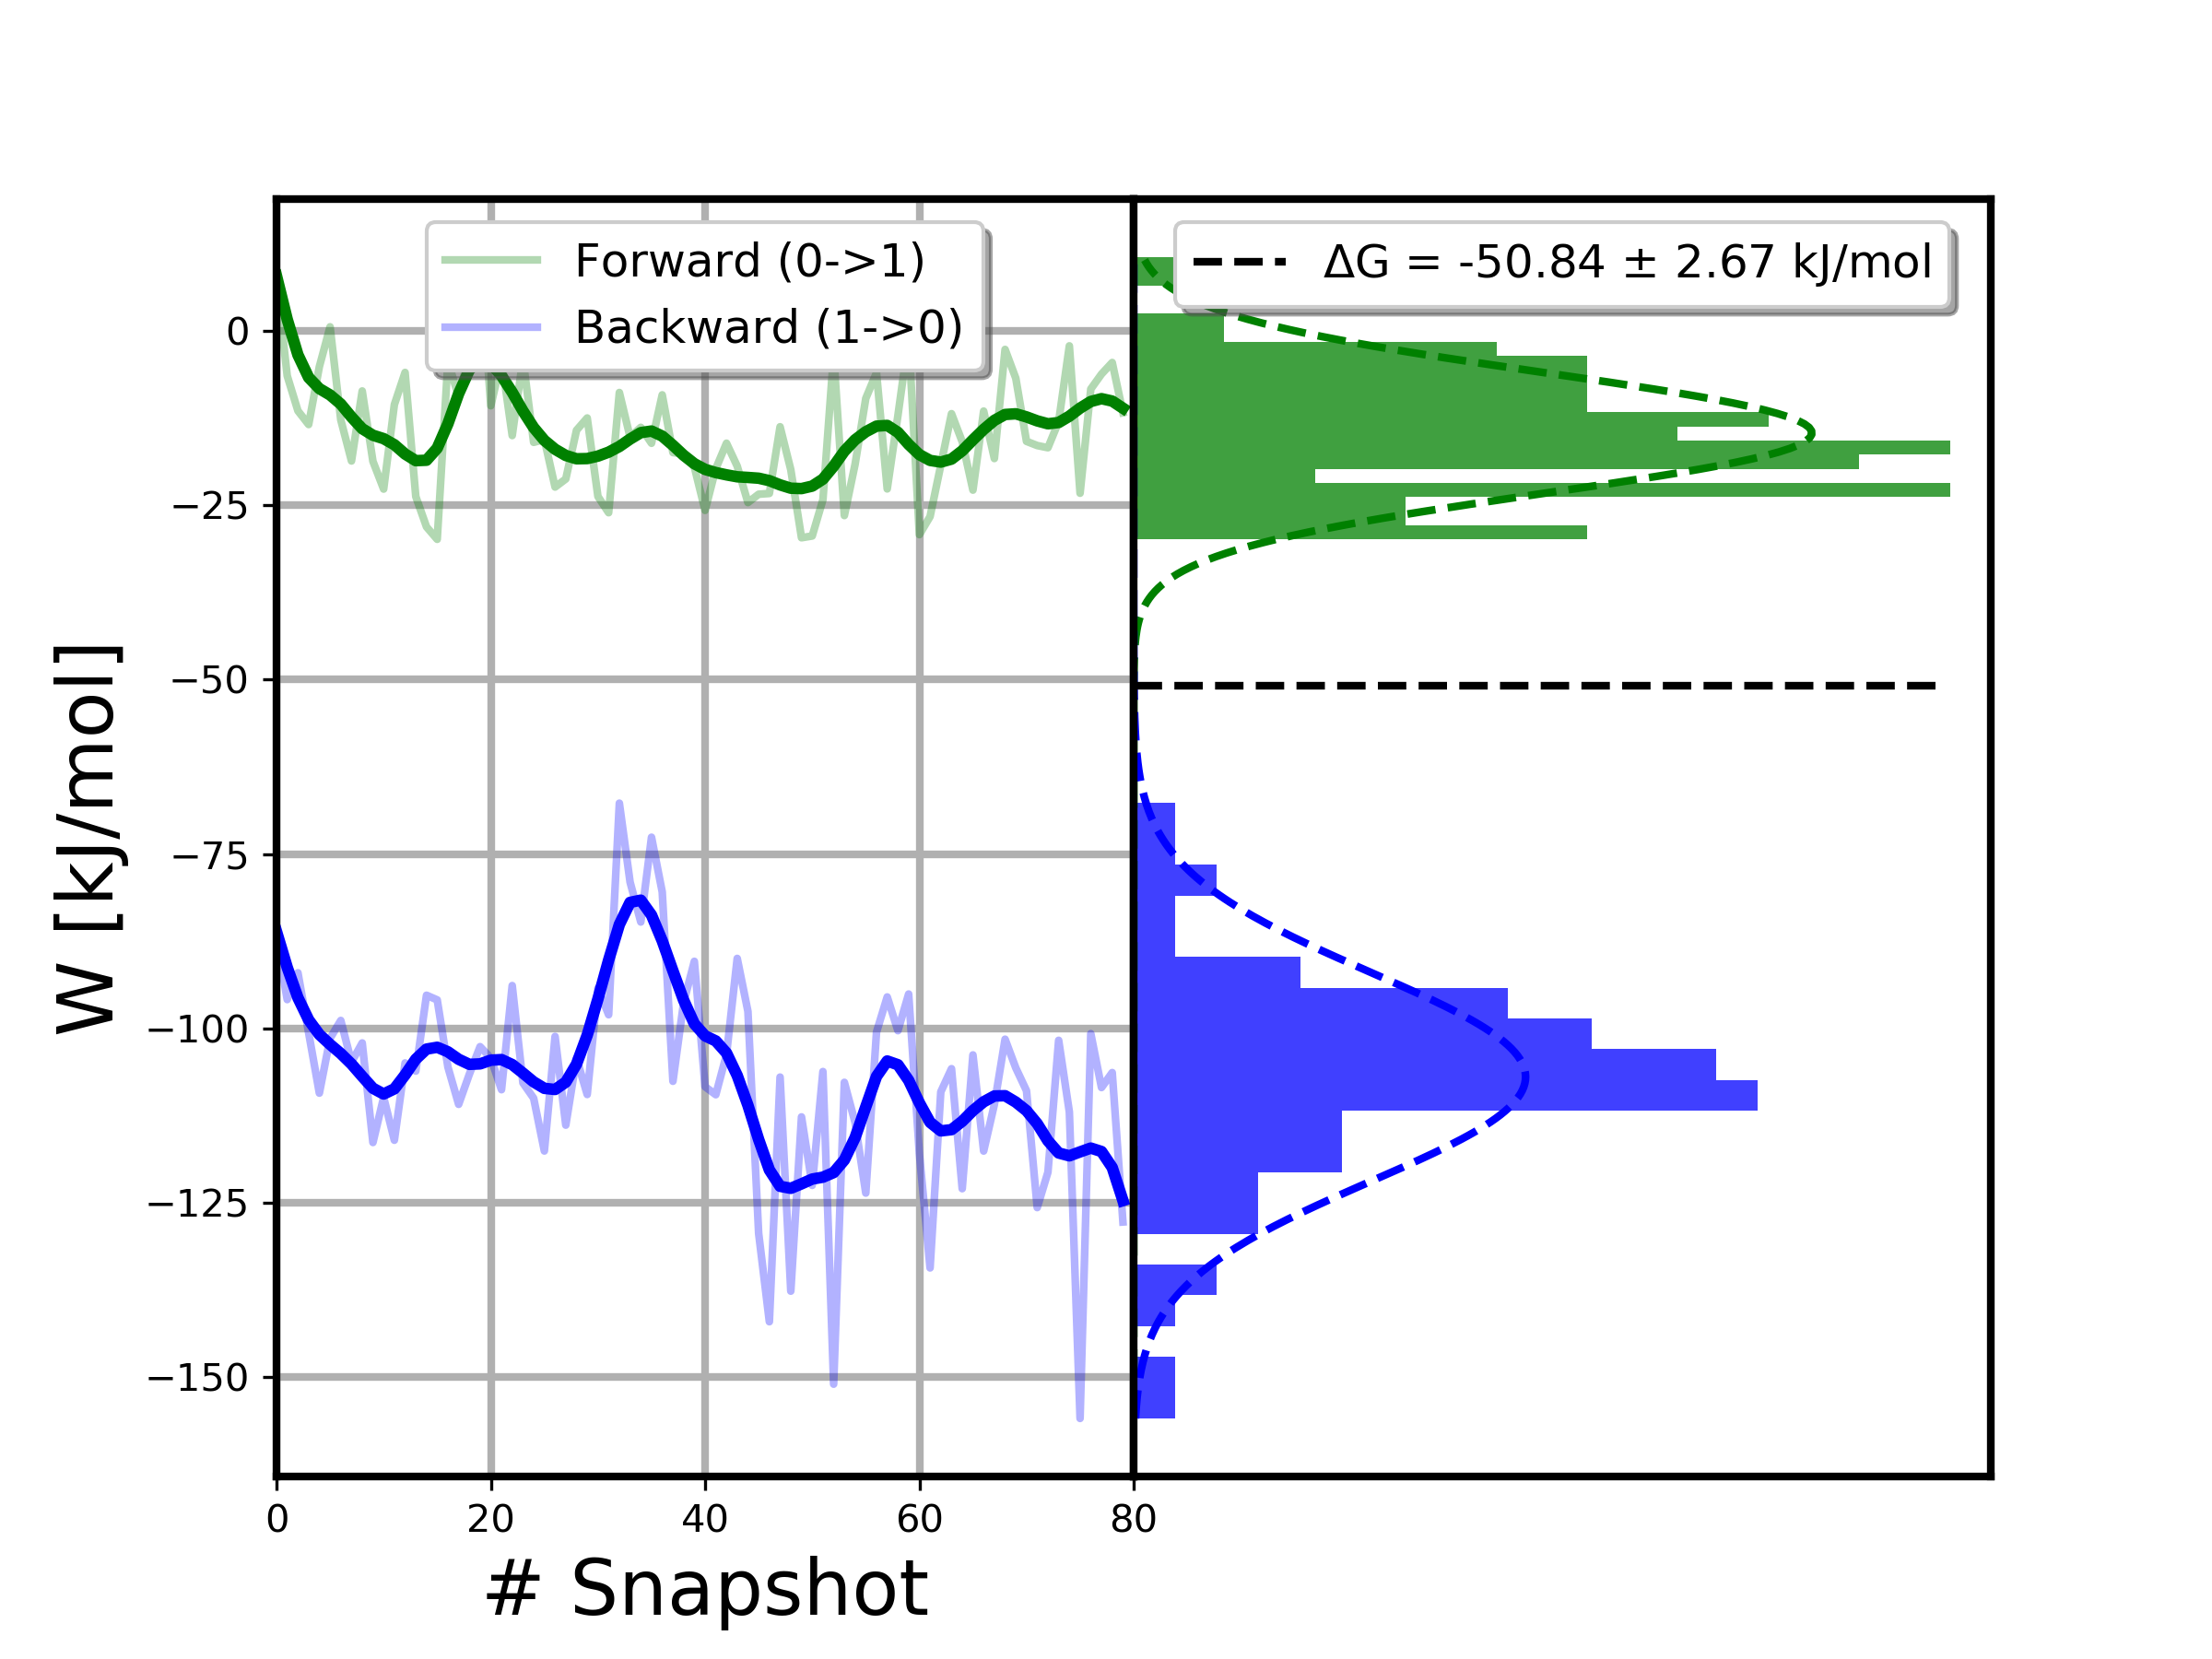 Forward (0->1)
Backward (1->0)
ΔG = -50.84 ± 2.67 kJ/mol
W [kJ/mol]
0
−25
−50
−75
−100
−125
−150
0 20 40 60 80
# Snapshot